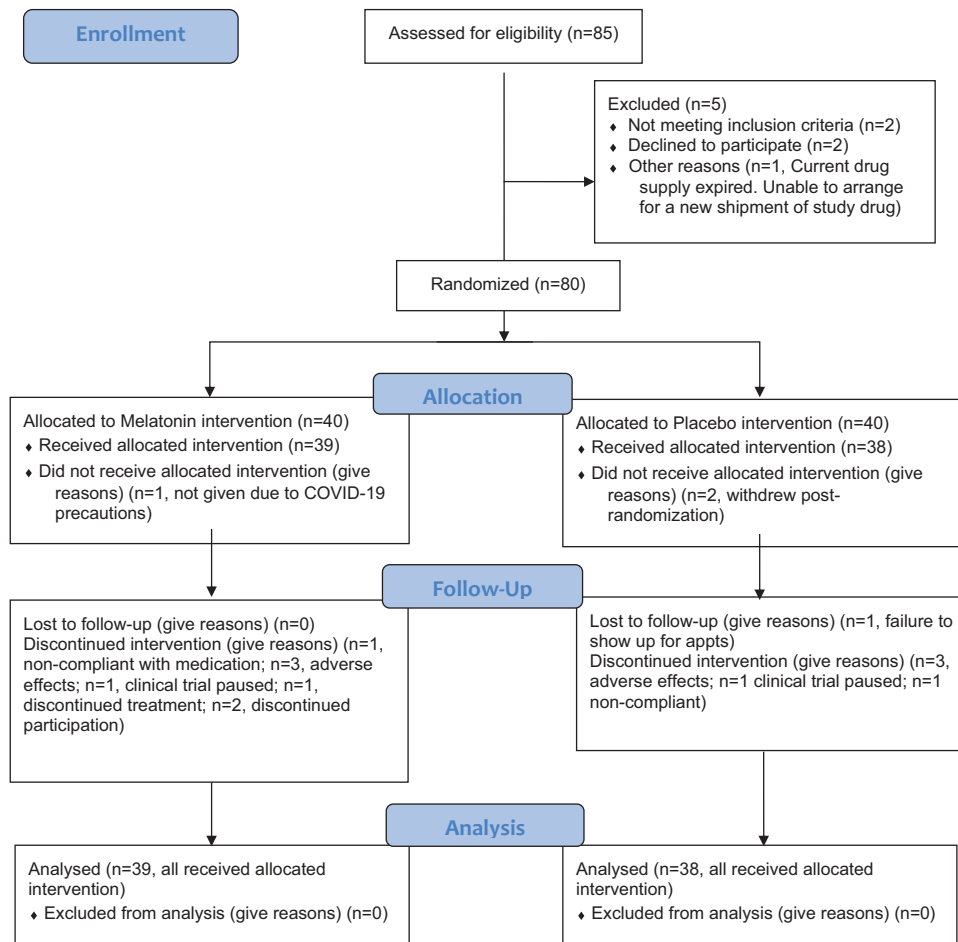 Enrollment
Assessed for eligibility (n=85)
Excluded (n=5)
♦ Not meeting inclusion criteria (n=2)
♦ Declined to participate (n=2)
♦ Other reasons (n=1, Current drug
supply expired. Unable to arrange
for a new shipment of study drug)
Randomized (n=80)
Allocation
Allocated to Melatonin intervention (n=40)
♦ Received allocated intervention (n=39)
♦ Did not receive allocated intervention (give
reasons) (n=1, not given due to COVID-19
precautions)
Allocated to Placebo intervention (n=40)
♦ Received allocated intervention (n=38)
♦ Did not receive allocated intervention (give
reasons) (n=2, withdrew post-
randomization)
Follow-Up
Lost to follow-up (give reasons) (n=0)
Discontinued intervention (give reasons) (n=1,
non-compliant with medication; n=3, adverse
effects; n=1, clinical trial paused; n=1,
discontinued treatment; n=2, discontinued
participation)
Lost to follow-up (give reasons) (n=1, failure to
show up for appts)
Discontinued intervention (give reasons) (n=3,
adverse effects; n=1 clinical trial paused; n=1
non-compliant)
Analysis
Analysed (n=39, all received allocated
intervention)
♦ Excluded from analysis (give reasons) (n=0)
Analysed (n=38, all received allocated
intervention)
♦ Excluded from analysis (give reasons) (n=0)